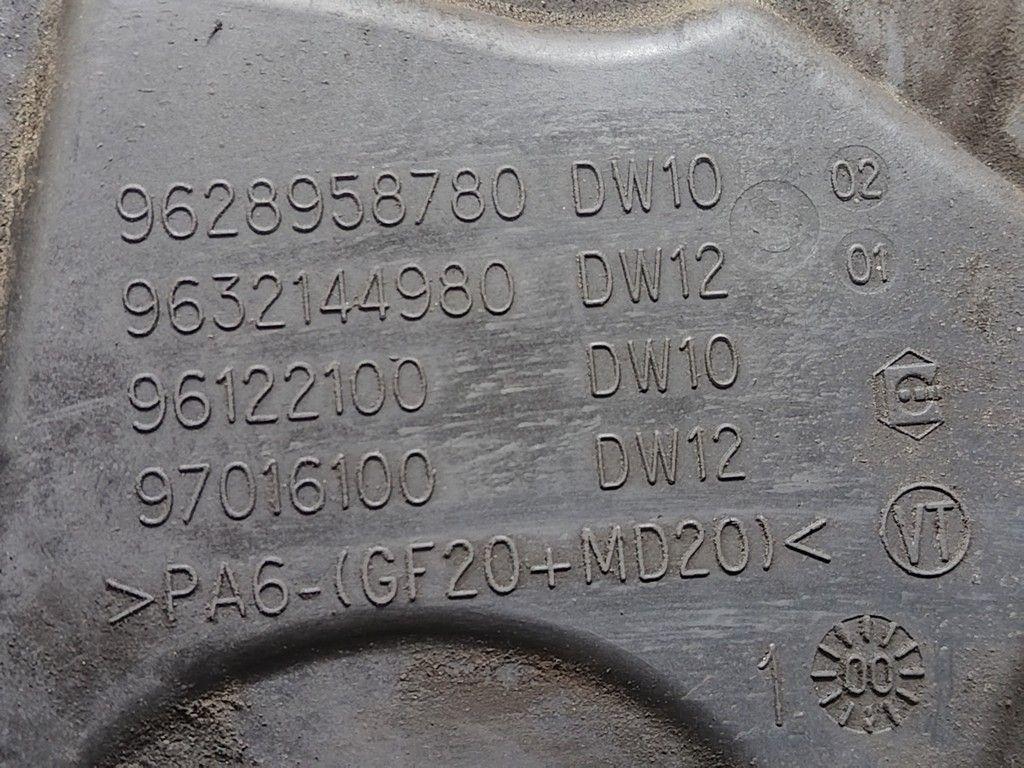 9628958780 DW10 02
9632144980 DW12 01
96122100 DW10
97016100 DW12
>PA6-(GF20+MD20)<
VT
1 00